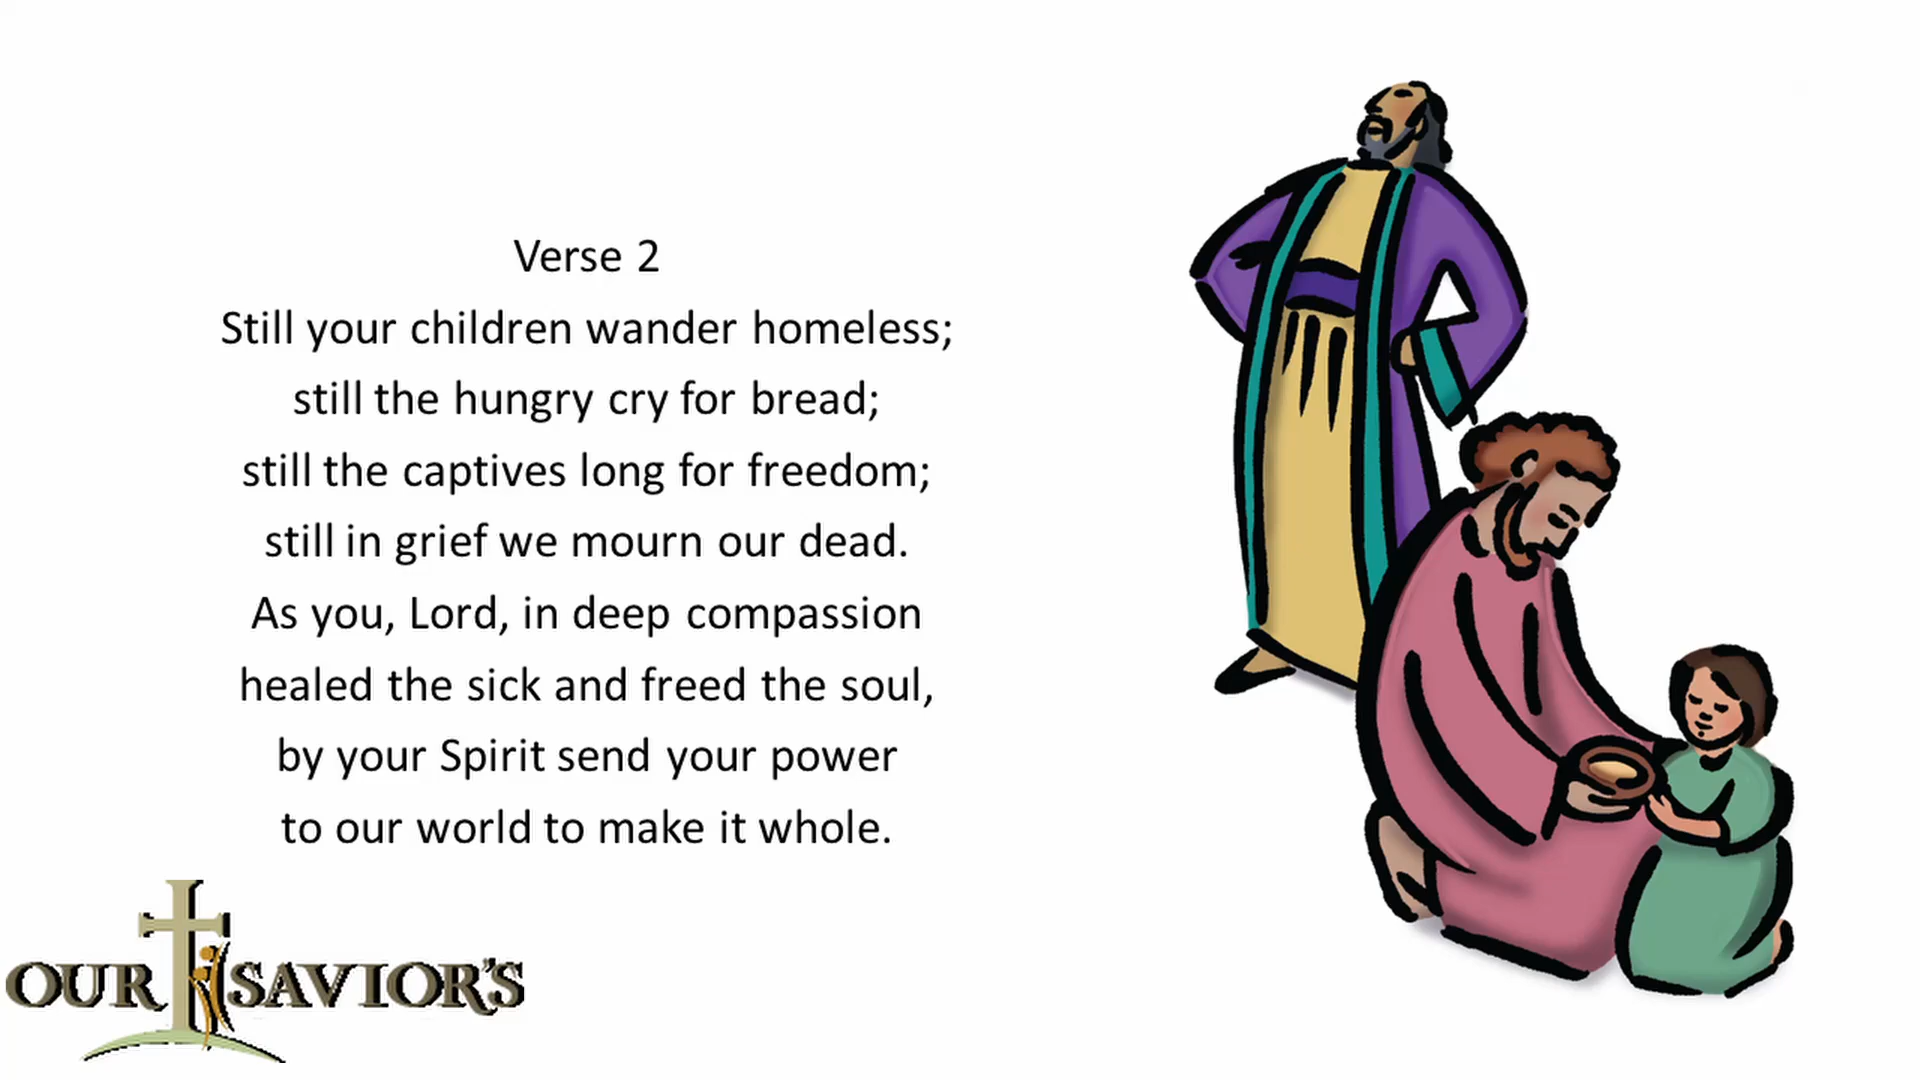 Verse 2
Still your children wander homeless;
still the hungry cry for bread;
still the captives long for freedom;
still in grief we mourn our dead.
As you, Lord, in deep compassion
healed the sick and freed the soul,
by your Spirit send your power
to our world to make it whole.
OUR SAVIOR'S